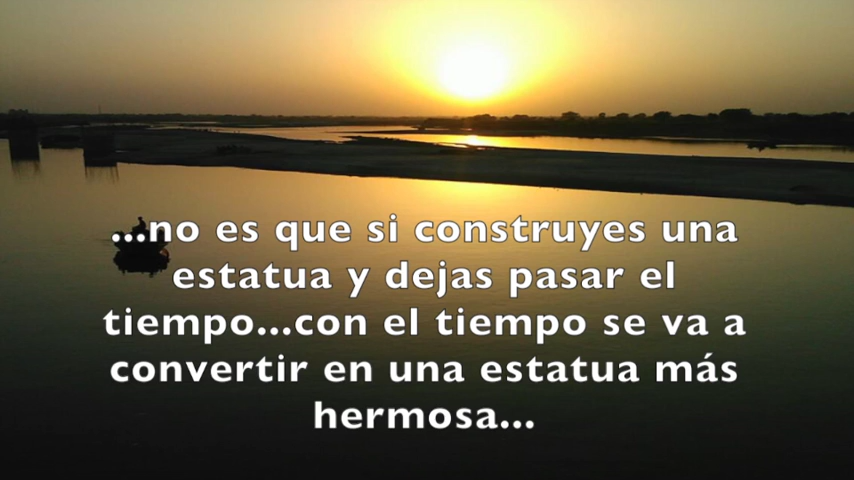 ...no es que si construyes una
estatua y dejas pasar el
tiempo...con el tiempo se va a
convertir en una estatua más
hermosa...